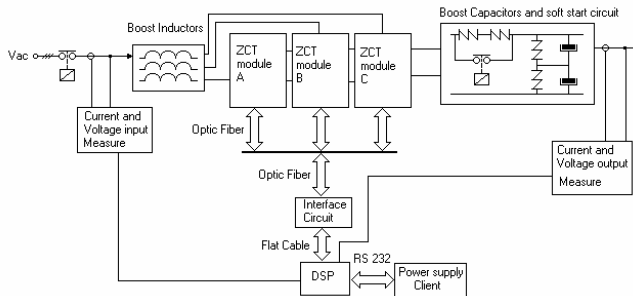 Boost Inductors
Boost Capacitors and soft start circuit
Vac
ZCT
module
A
ZCT
module
B
ZCT
module
C
Current and
Voltage input
Measure
Optic Fiber
Current and
Voltage output
Measure
Optic Fiber
Interface
Circuit
Flat Cable
RS 232
DSP
Power supply
Client